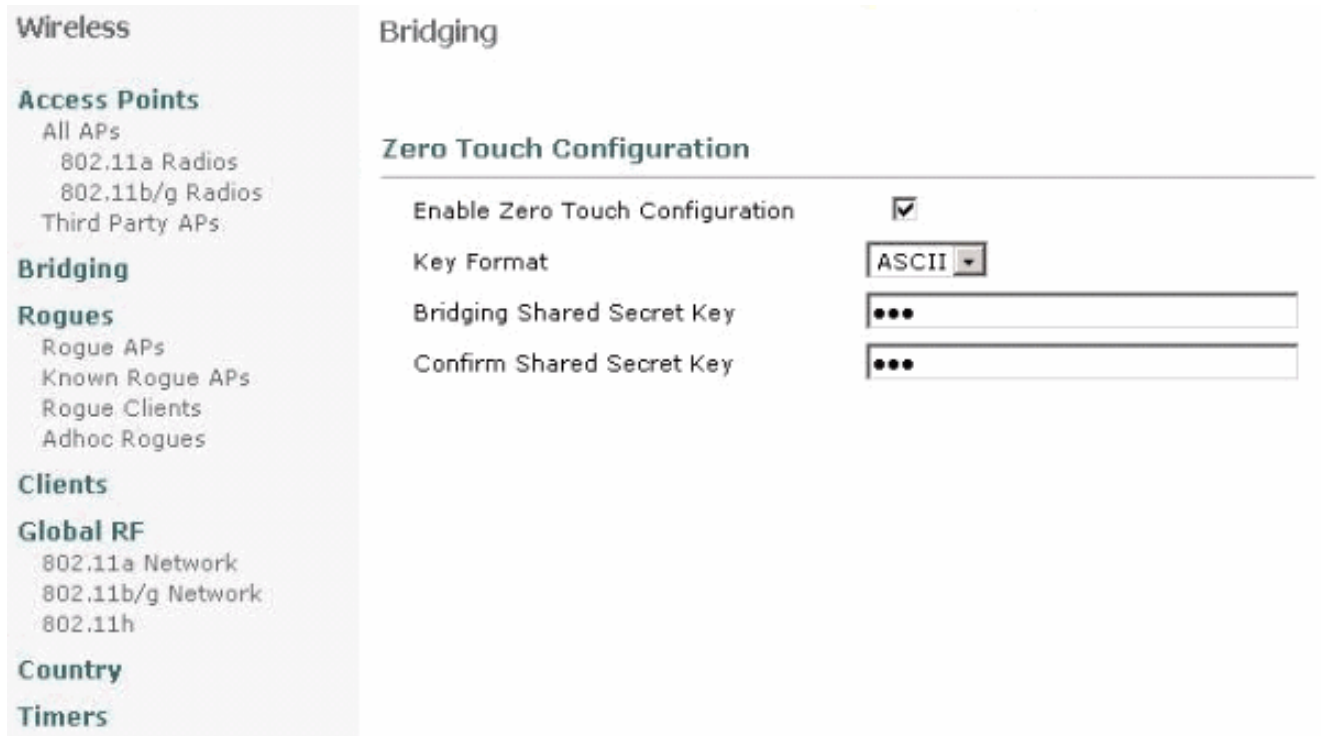 Wireless
Access Points
All APs
802.11a Radios
802.11b/g Radios
Third Party APs
Bridging
Rogues
Rogue APs
Known Rogue APs
Rogue Clients
Adhoc Rogues
Clients
Global RF
802.11a Network
802.11b/g Network
802.11h
Country
Timers
Bridging
Zero Touch Configuration
Enable Zero Touch Configuration
Key Format ASCII
Bridging Shared Secret Key •••
Confirm Shared Secret Key •••